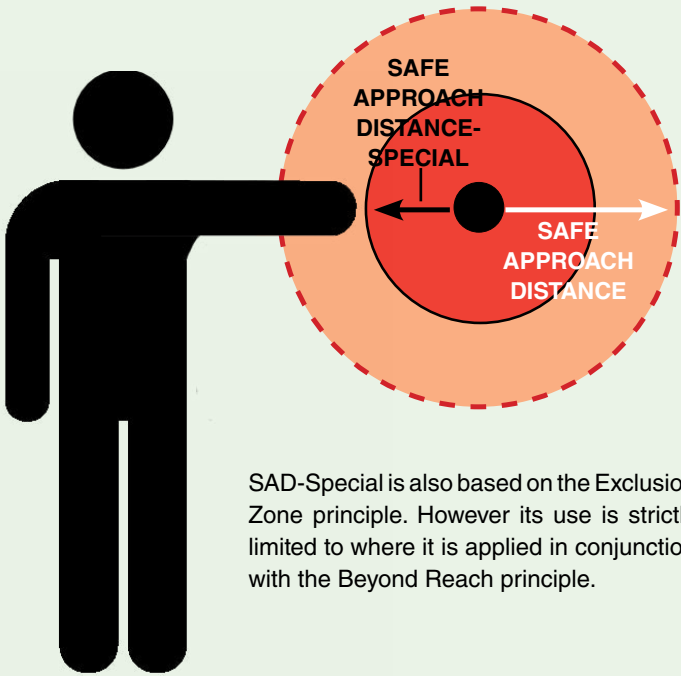 SAFE
APPROACH
DISTANCE-
SPECIAL
SAFE
APPROACH
DISTANCE
SAD-Special is also based on the Exclusio
Zone principle. However its use is strictl
limited to where it is applied in conjunctio
with the Beyond Reach principle.